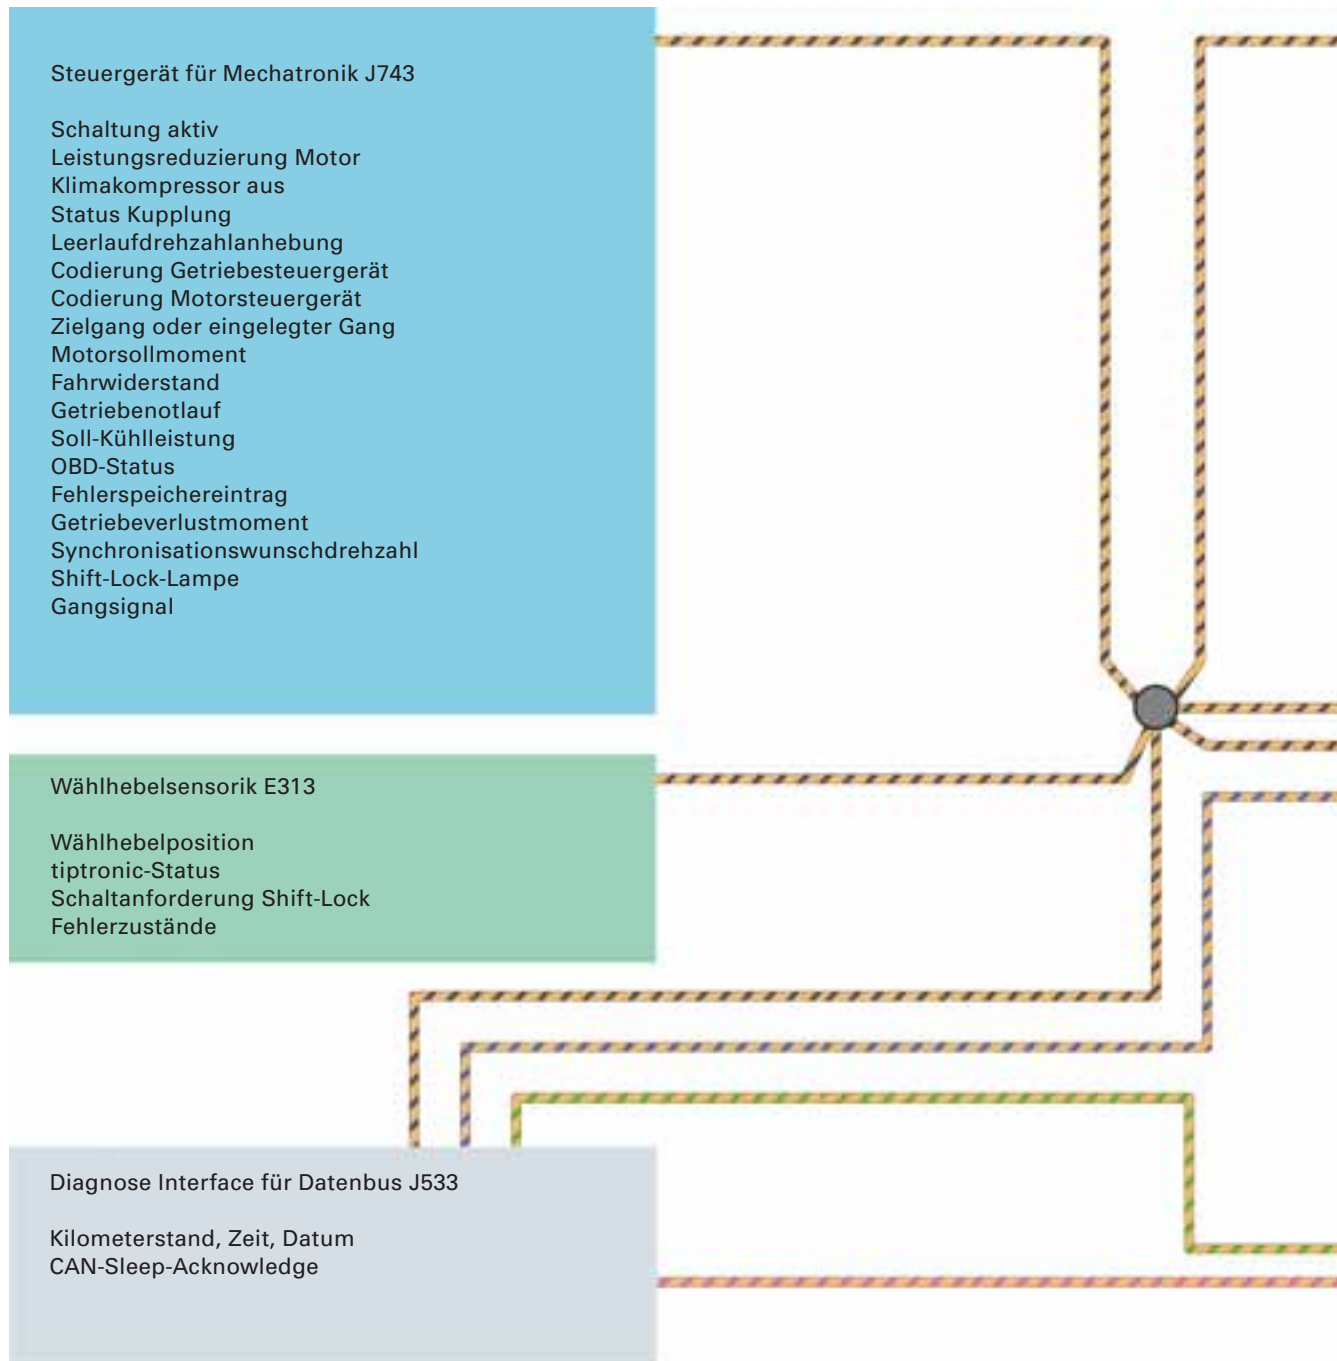 Steuergerät für Mechatronik J743
Schaltung aktiv
Leistungsreduzierung Motor
Klimakompressor aus
Status Kupplung
Leerlaufdrehzahlanhebung
Codierung Getriebesteuergerät
Codierung Motorsteuergerät
Zielgang oder eingelegter Gang
Motorsollmoment
Fahrwiderstand
Getriebenotlauf
Soll-Kühlleistung
OBD-Status
Fehlerspeichereintrag
Getriebeverlustmoment
Synchronisationswunschdrehzahl
Shift-Lock-Lampe
Gangsignal
Wählhebelsensorik E313
Wählhebelposition
tiptronic-Status
Schaltanforderung Shift-Lock
Fehlerzustände
Diagnose Interface für Datenbus J533
Kilometerstand, Zeit, Datum
CAN-Sleep-Acknowledge